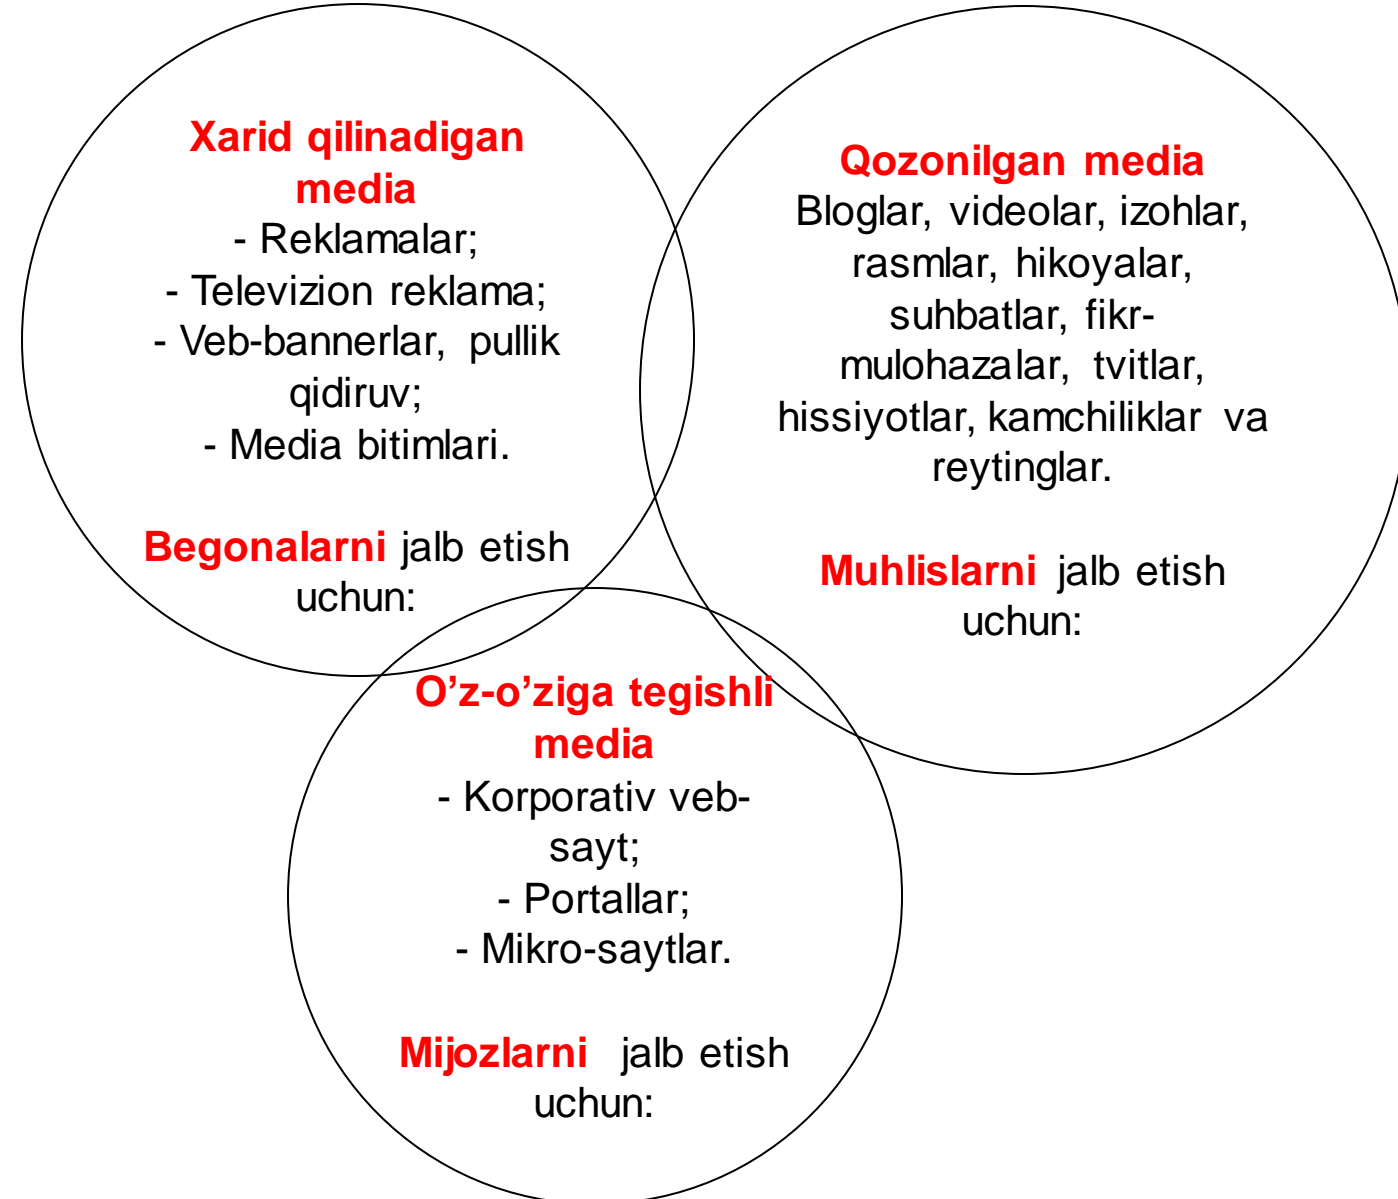 Xarid qilinadigan
media
- Reklamalar;
- Televizion reklama;
- Veb-bannerlar, pullik
qidiruv;
- Media bitimlari.
Begonalarni jalb etish
uchun:
Qozonilgan media
Bloglar, videolar, izohlar,
rasmlar, hikoyalar,
suhbatlar, fikr-
mulohazalar, tvitlar,
hissiyotlar, kamchiliklar va
reytinglar.
Muhlislarni jalb etish
uchun:
O’z-o’ziga tegishli
media
- Korporativ veb-
sayt;
- Portallar;
- Mikro-saytlar.
Mijozlarni jalb etish
uchun: